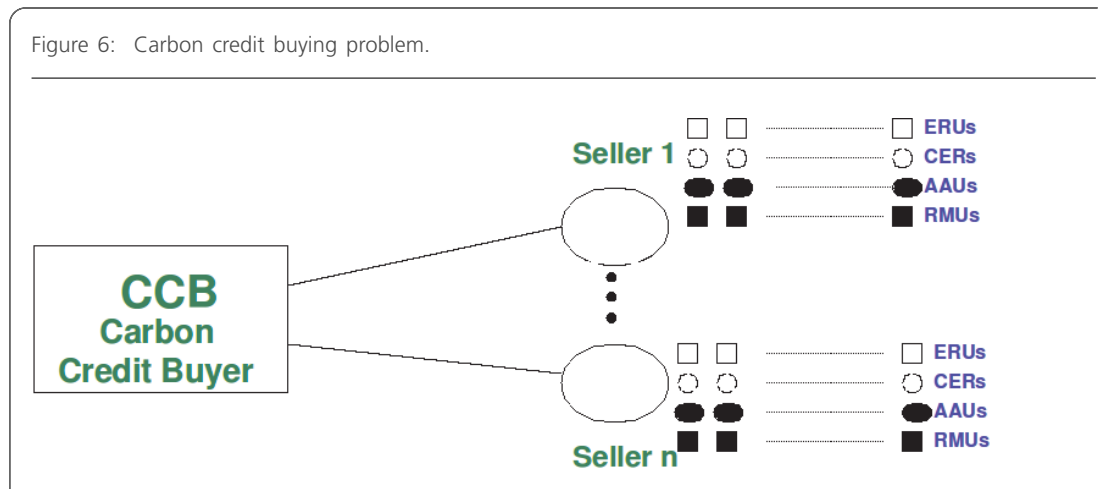 Figure 6: Carbon credit buying problem.
Seller 1
ERUs
CERs
AAUs
RMUs
CCB
Carbon
Credit Buyer
ERUs
CERs
AAUs
RMUs
Seller n